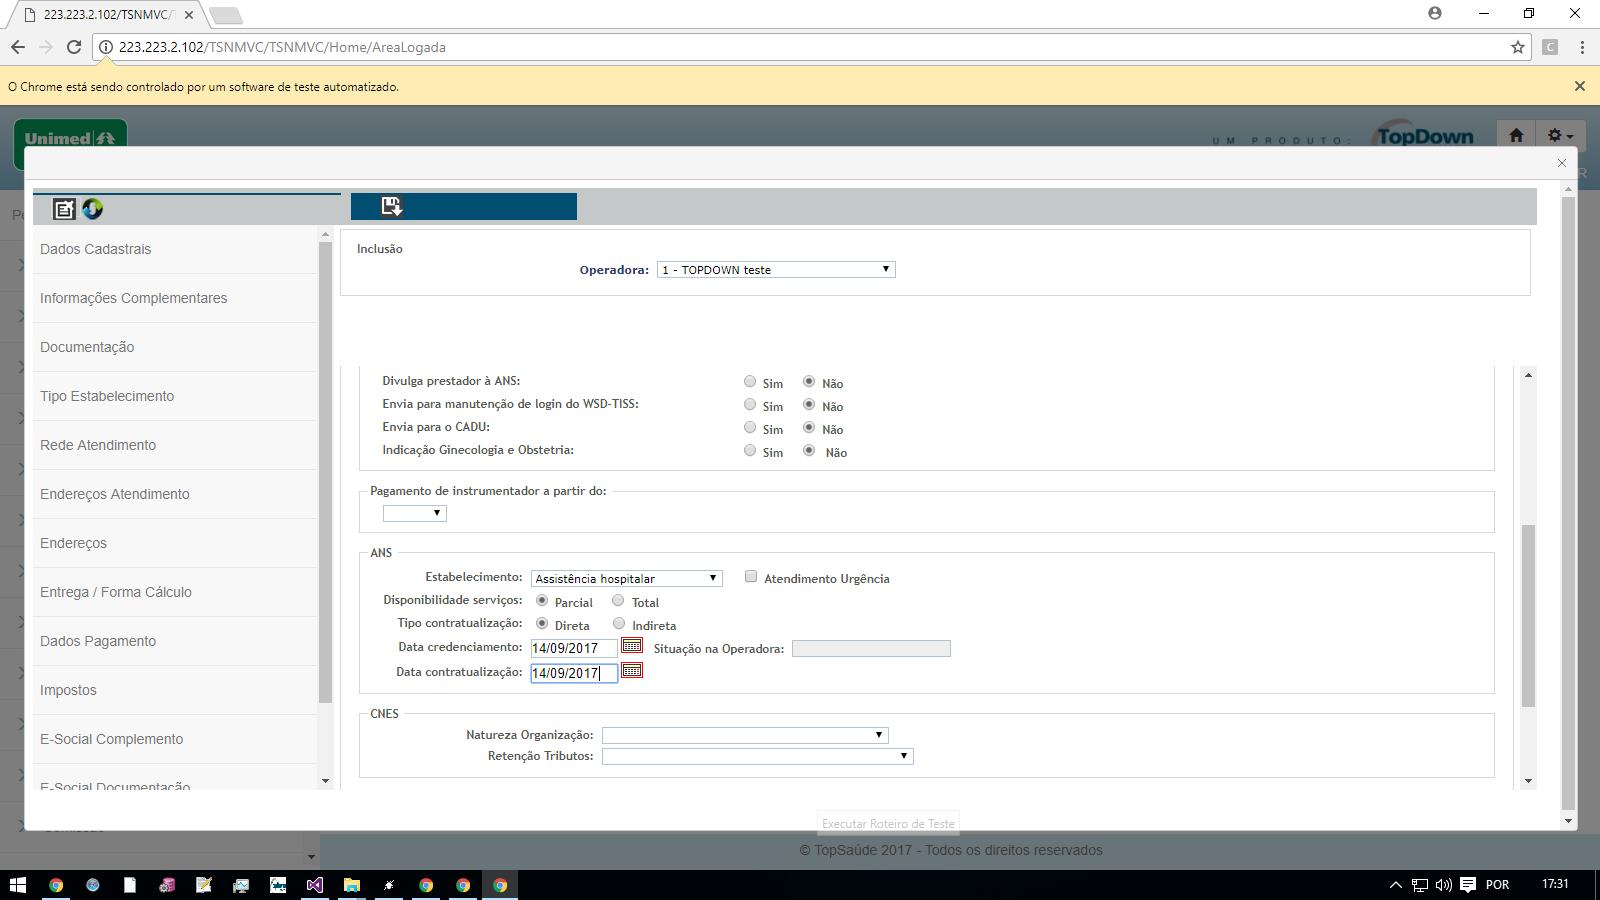 223.223.2.102/TSNMVC/T
223.223.2.102/TSNMVC/TSNMVC/Home/AreaLogada
C
O Chrome está sendo controlado por um software de teste automatizado.
Unimed
UM PRODUTO:
TopDown
R
Pe
Inclusão
Operadora: 1 - TOPDOWN teste
Dados Cadastrais
Informações Complementares
Documentação
Tipo Estabelecimento
Rede Atendimento
Endereços Atendimento
Endereços
Entrega / Forma Cálculo
Dados Pagamento
Impostos
E-Social Complemento
E-Social Documentação
Divulga prestador à ANS: Sim Não
Envia para manutenção de login do WSD-TISS: Sim Não
Envia para o CADU: Sim Não
Indicação Ginecologia e Obstetria: Sim Não
Pagamento de instrumentador a partir do:
ANS
Estabelecimento: Assistência hospitalar Atendimento Urgência
Disponibilidade serviços: Parcial Total
Tipo contratualização: Direta Indireta
Data credenciamento: 14/09/2017 Situação na Operadora:
Data contratualização: 14/09/2017
CNES
Natureza Organização:
Retenção Tributos:
Executar Roteiro de Teste
© TopSaúde 2017 - Todos os direitos reservados
POR
17:31